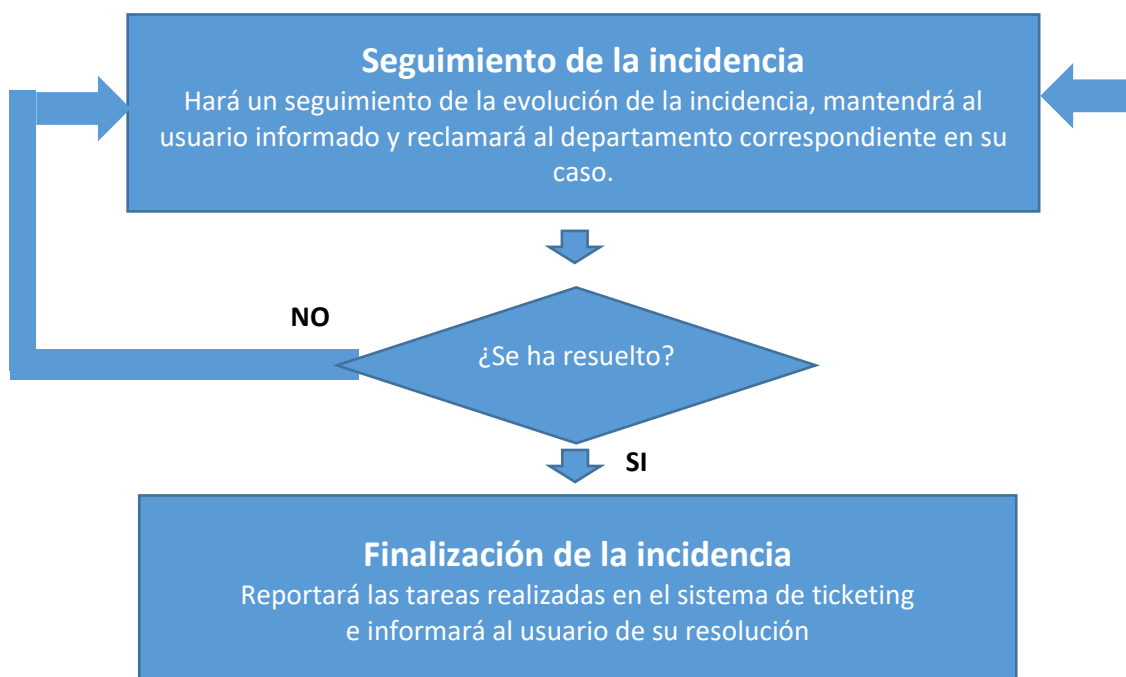 Seguimiento de la incidencia
Hará un seguimiento de la evolución de la incidencia, mantendrá al
usuario informado y reclamará al departamento correspondiente en su
caso.
NO
¿Se ha resuelto?
SI
Finalización de la incidencia
Reportará las tareas realizadas en el sistema de ticketing
e informará al usuario de su resolución